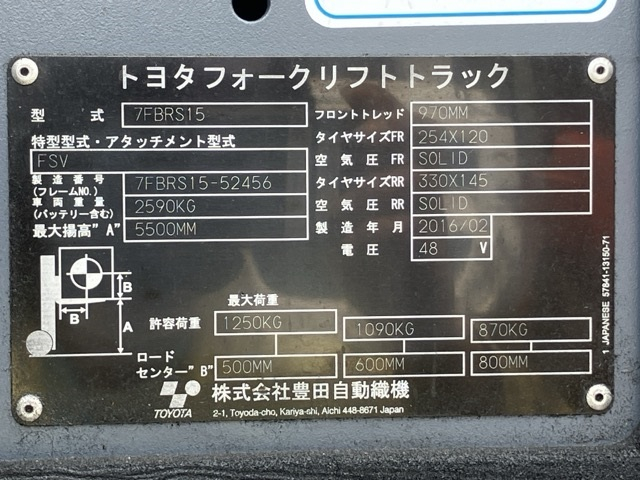 トヨタフォークリフトトラック
型 式 7FBRS15
特型型式・アタッチメント型式
FSV
製造番号
(フレームNO.) 7FBRS15-52456
車両重量
(バッテリー含む) 2590KG
最大揚高"A" 5500MM
フロントトレッド 970MM
タイヤサイズFR 254X120
空気圧FR SOLID
タイヤサイズRR 330X145
空気圧RR SOLID
製造年月 2016/02
電圧 48 V
B
B
A
最大荷重
許容荷重 1250KG 1090KG 870KG
ロード
センター"B" 500MM 600MM 800MM
TOYOTA
株式会社豊田自動織機
2-1, Toyoda-cho, Kariya-shi, Aichi 448-8671 Japan
1 JAPANESE 57841-13150-71